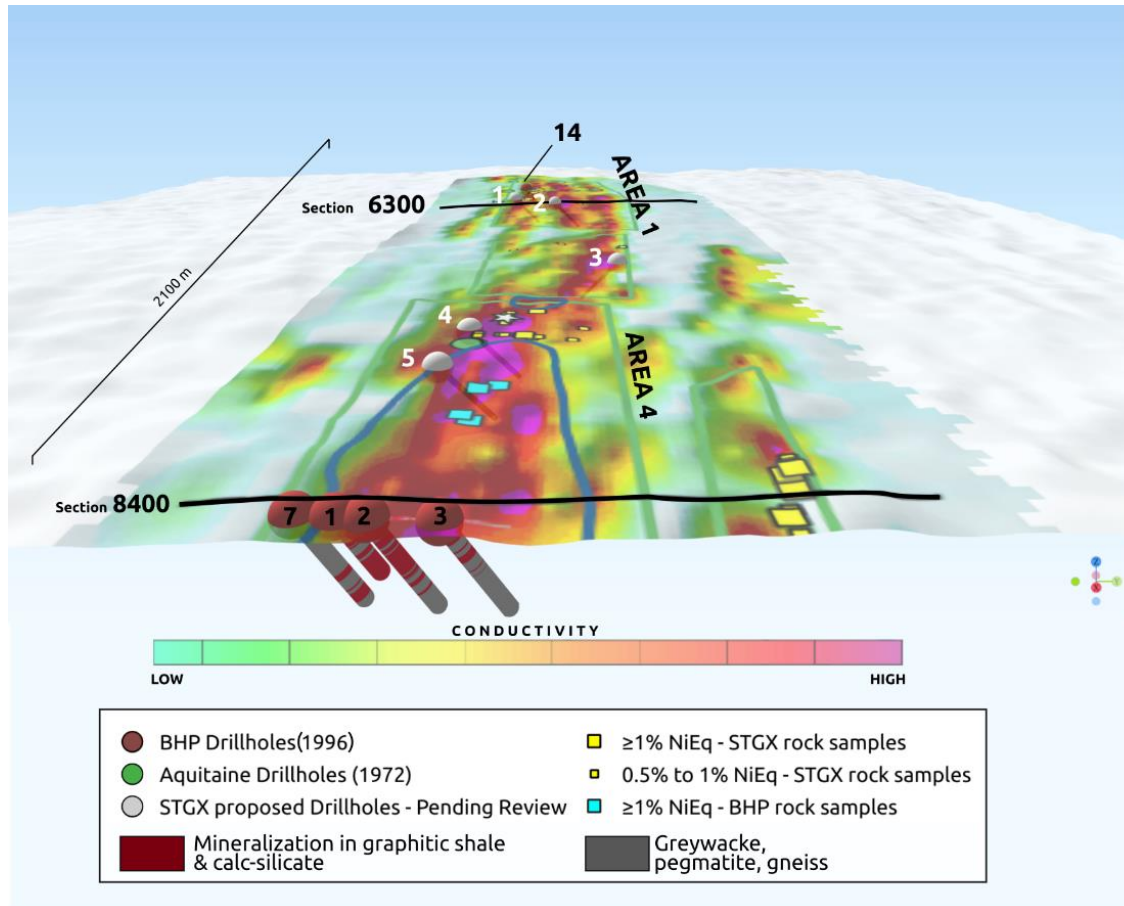 14
AREA 1
1
2
Section 6300
3
2100 m
4
5
AREA 4
Section 8400
7 1 2 3
CONDUCTIVITY
LOW HIGH
BHP Drillholes(1996)
Aquitaine Drillholes (1972)
STGX proposed Drillholes - Pending Review
Mineralization in graphitic shale
& calc-silicate
≥1% NiEq - STGX rock samples
0.5% to 1% NiEq - STGX rock samples
≥1% NiEq - BHP rock samples
Greywacke,
pegmatite, gneiss